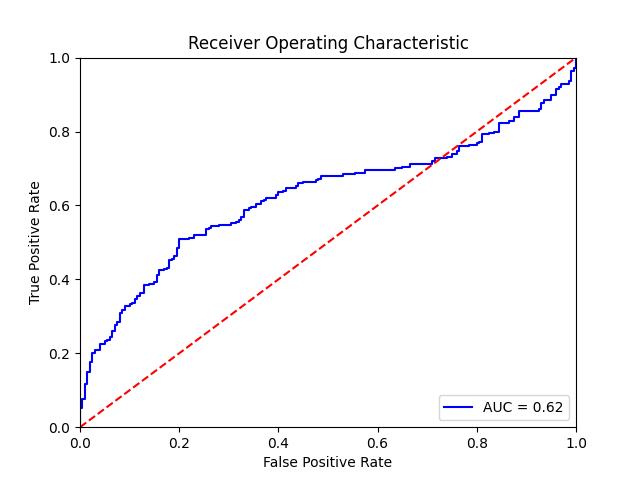 Receiver Operating Characteristic
1.0
0.8
0.6
0.4
0.2
0.0
True Positive Rate
AUC = 0.62
0.0 0.2 0.4 0.6 0.8 1.0
False Positive Rate